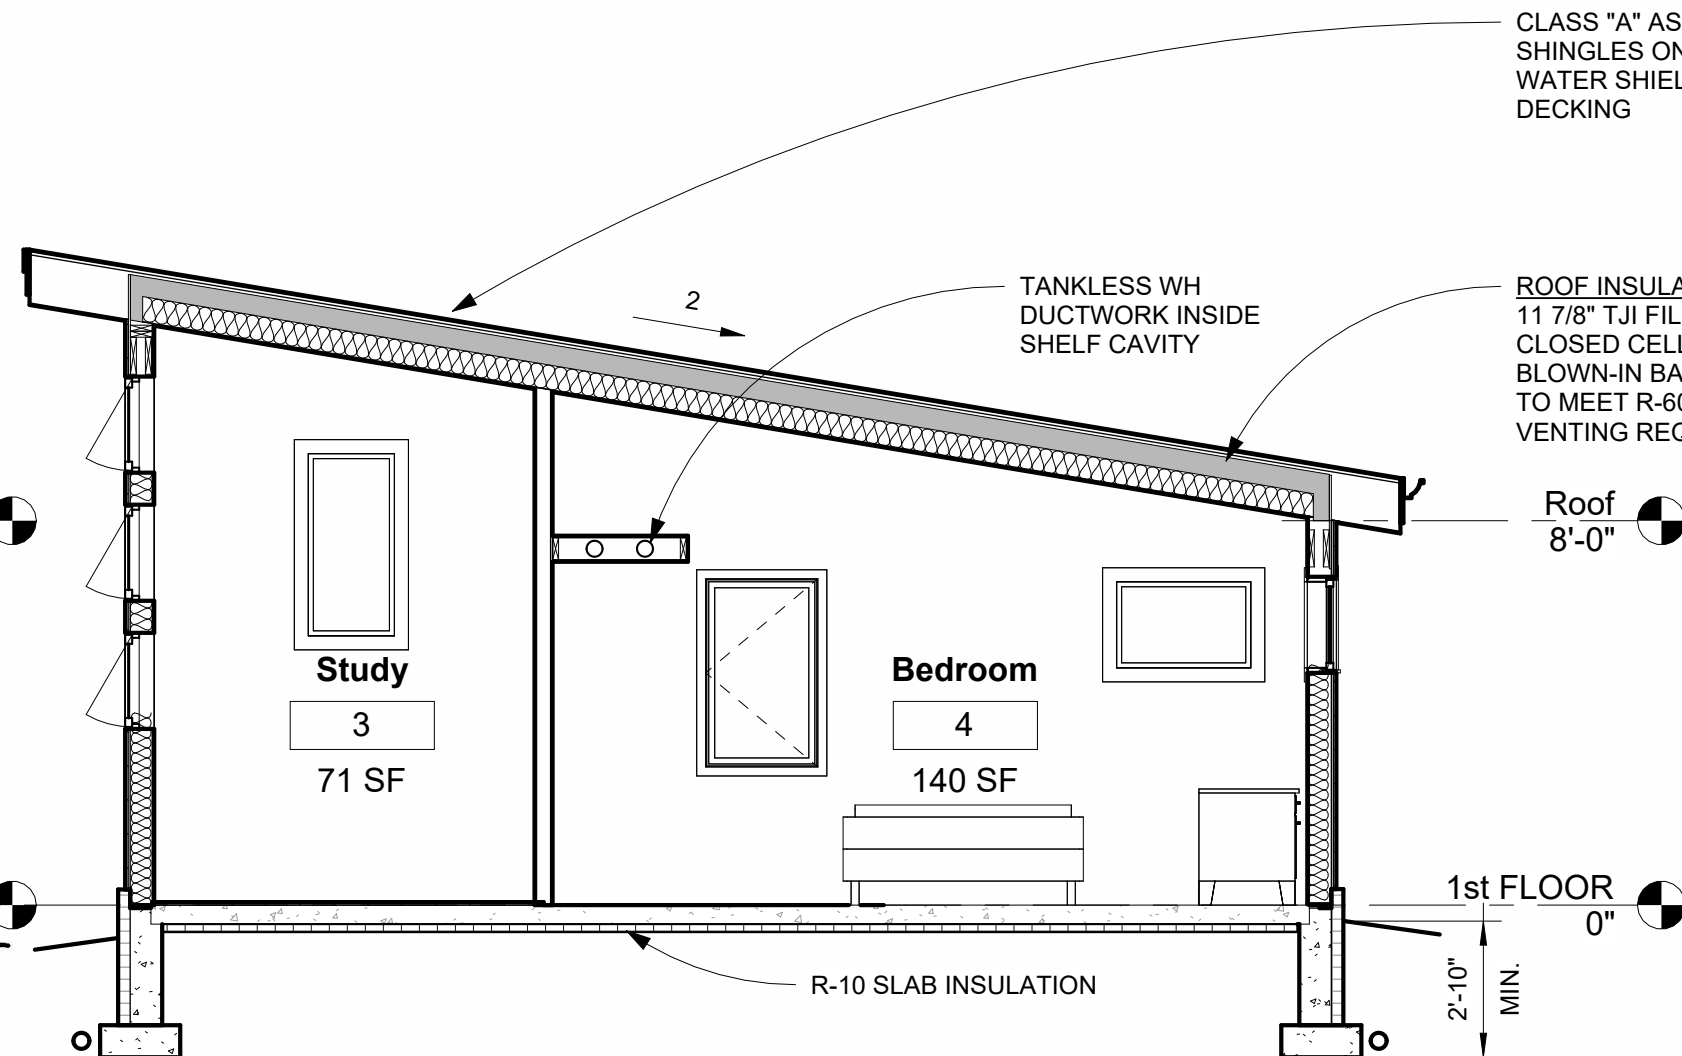 CLASS "A" AS
SHINGLES ON
WATER SHIEL
DECKING
2
TANKLESS WH
DUCTWORK INSIDE
SHELF CAVITY
ROOF INSULA
11 7/8" TJI FIL
CLOSED CELL
BLOWN-IN BA
TO MEET R-60
VENTING REQ
Roof
8'-0"
Study
3
71 SF
Bedroom
4
140 SF
1st FLOOR
0"
2'-10"
MIN.
R-10 SLAB INSULATION